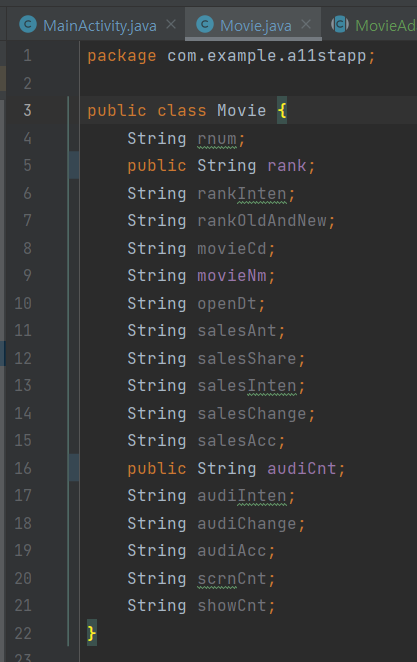 MainActivity.java Movie.java MovieAd
1 package com.example.a11stapp;
2
3 public class Movie {
4 String rnum;
5 public String rank;
6 String rankInten;
7 String rankOldAndNew;
8 String movieCd;
9 String movieNm;
10 String openDt;
11 String salesAnt;
12 String salesShare;
13 String salesInten;
14 String salesChange;
15 String salesAcc;
16 public String audiCnt;
17 String audiInten;
18 String audiChange;
19 String audiAcc;
20 String scrnCnt;
21 String showCnt;
22 }
23